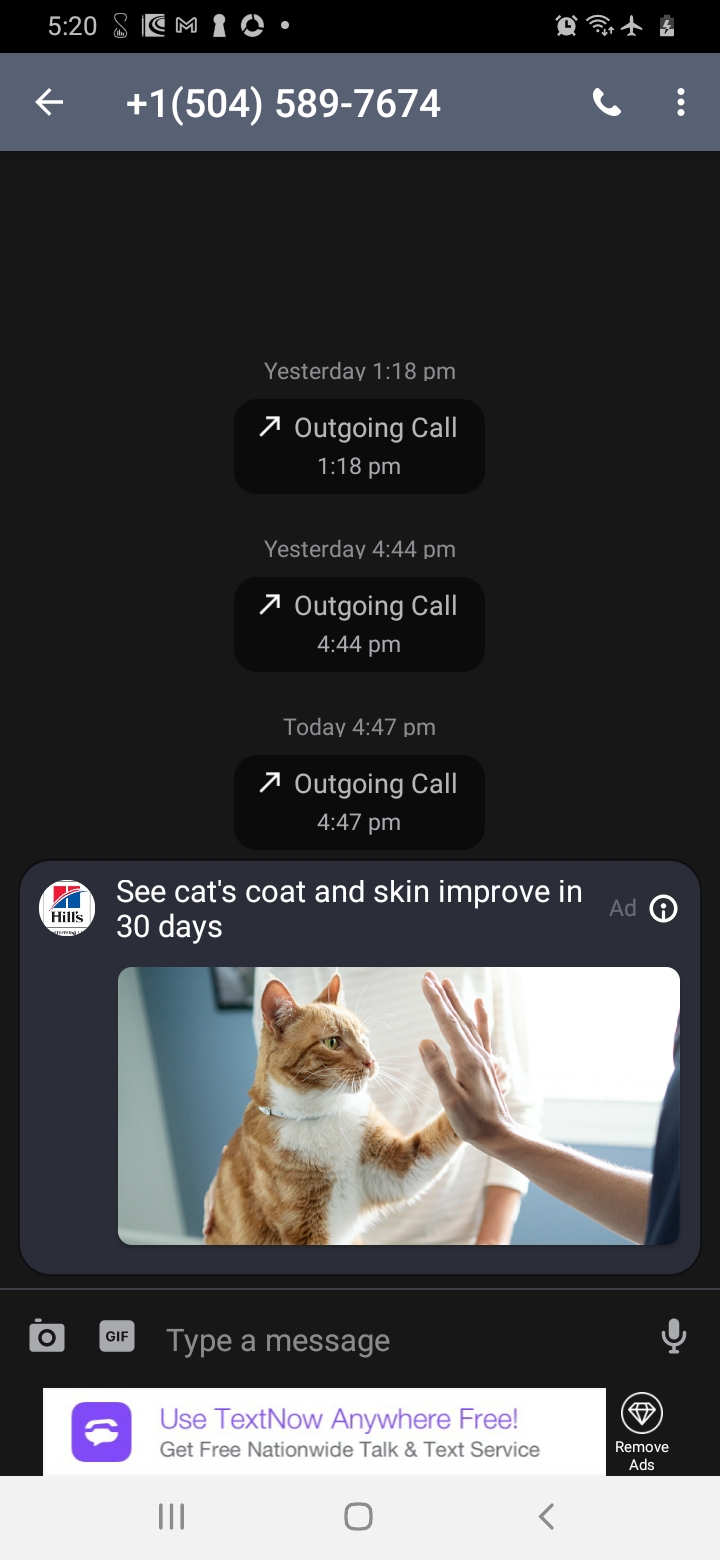 5:20
+1(504) 589-7674
Yesterday 1:18 pm
Outgoing Call
1:18 pm
Yesterday 4:44 pm
Outgoing Call
4:44 pm
Today 4:47 pm
Outgoing Call
4:47 pm
Hill's
See cat's coat and skin improve in
30 days
Ad
GIF
Type a message
Use TextNow Anywhere Free!
Get Free Nationwide Talk & Text Service
Remove
Ads